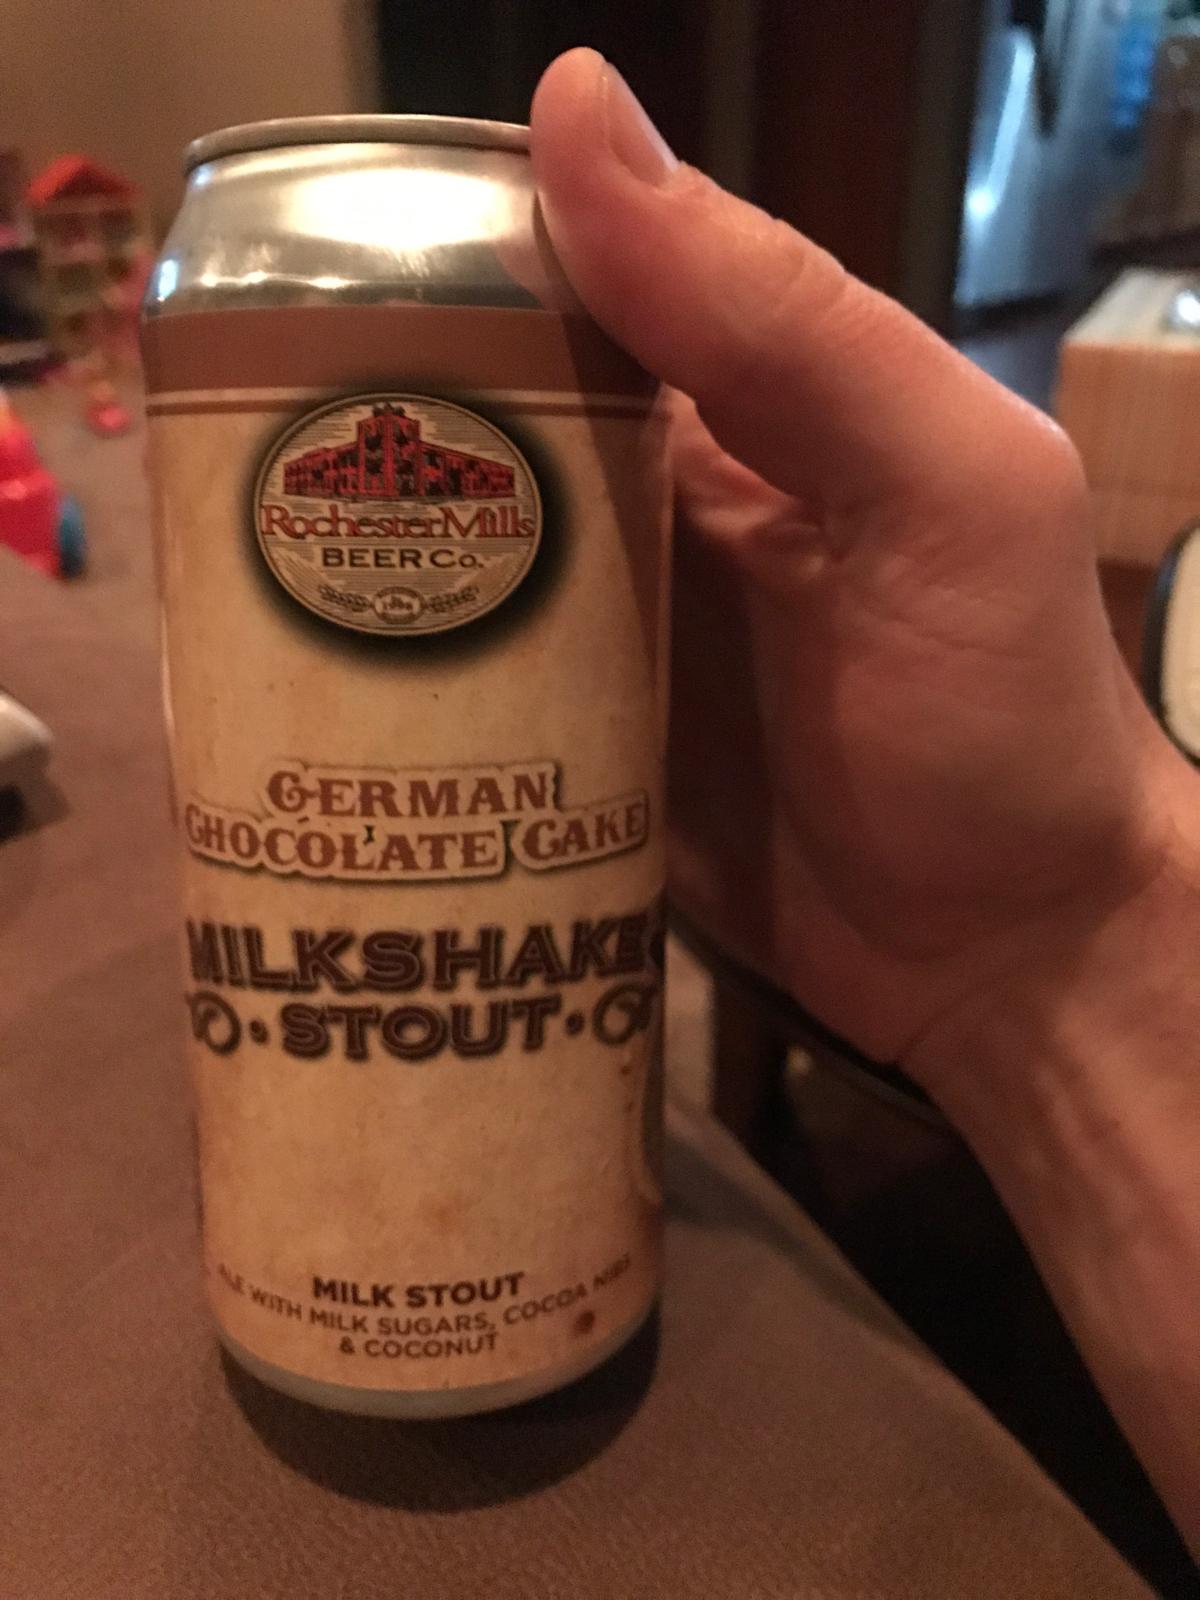 RochesterMills
BEER Co.
GERMAN
CHOCOLATE CAKE
MILKSHAKE
STOUT
MILK STOUT
ALE WITH MILK SUGARS, COCOA NIBS
& COCONUT